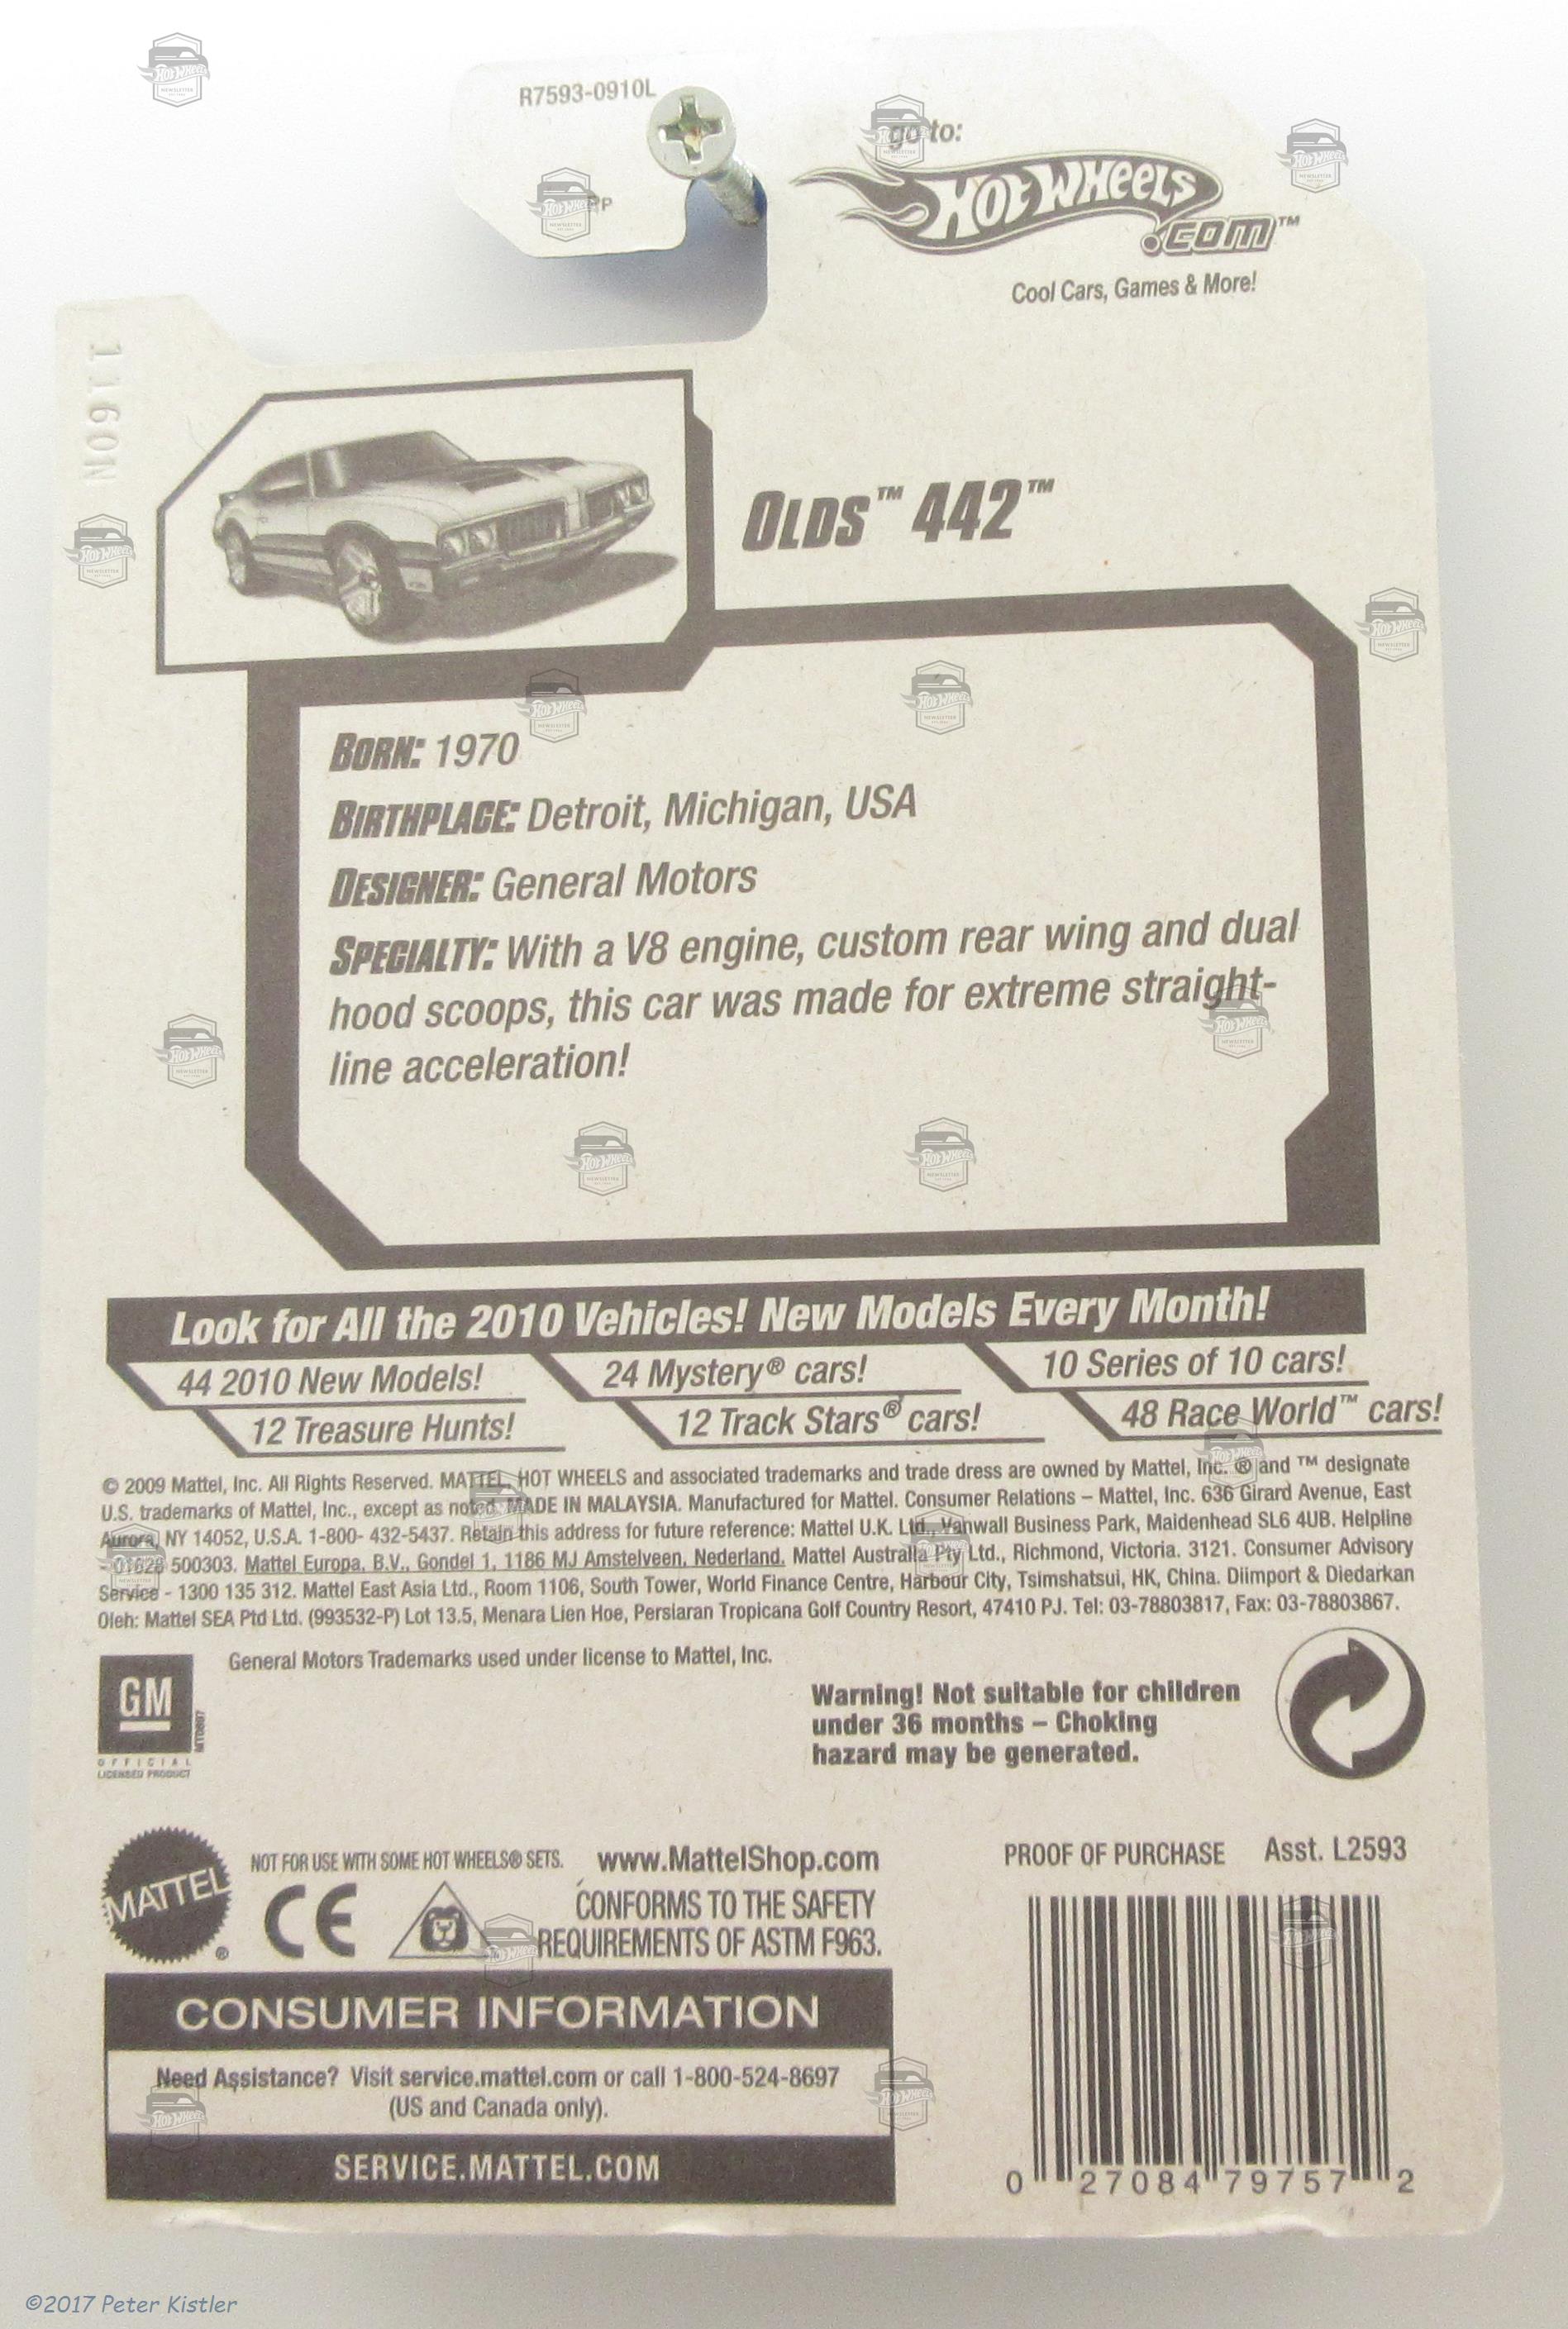 R7593-0910L
go to:
HOT WHEELS
.COM™
Cool Cars, Games & More!
1160N
OLDS™ 442™
BORN: 1970
BIRTHPLACE: Detroit, Michigan, USA
DESIGNER: General Motors
SPECIALTY: With a V8 engine, custom rear wing and dual
hood scoops, this car was made for extreme straight-
line acceleration!
Look for All the 2010 Vehicles! New Models Every Month!
44 2010 New Models!
24 Mystery® cars!
10 Series of 10 cars!
12 Treasure Hunts!
12 Track Stars® cars!
48 Race World™ cars!
© 2009 Mattel, Inc. All Rights Reserved. MATTEL, HOT WHEELS and associated trademarks and trade dress are owned by Mattel, Inc. ® and ™ designate
U.S. trademarks of Mattel, Inc., except as noted. MADE IN MALAYSIA. Manufactured for Mattel. Consumer Relations – Mattel, Inc. 636 Girard Avenue, East
Aurora, NY 14052, U.S.A. 1-800- 432-5437. Retain this address for future reference: Mattel U.K. Ltd., Vanwall Business Park, Maidenhead SL6 4UB. Helpline
- 01628 500303. Mattel Europa, B.V., Gondel 1, 1186 MJ Amstelveen, Nederland. Mattel Australia Pty Ltd., Richmond, Victoria. 3121. Consumer Advisory
Service - 1300 135 312. Mattel East Asia Ltd., Room 1106, South Tower, World Finance Centre, Harbour City, Tsimshatsui, HK, China. Diimport & Diedarkan
Oleh: Mattel SEA Ptd Ltd. (993532-P) Lot 13.5, Menara Lien Hoe, Persiaran Tropicana Golf Country Resort, 47410 PJ. Tel: 03-78803817, Fax: 03-78803867.
General Motors Trademarks used under license to Mattel, Inc.
GM
OFFICIAL
LICENSED PRODUCT
Warning! Not suitable for children
under 36 months – Choking
hazard may be generated.
MATTEL®
NOT FOR USE WITH SOME HOT WHEELS® SETS.
www.MattelShop.com
CE
CONFORMS TO THE SAFETY
REQUIREMENTS OF ASTM F963.
PROOF OF PURCHASE Asst. L2593
CONSUMER INFORMATION
Need Assistance? Visit service.mattel.com or call 1-800-524-8697
(US and Canada only).
SERVICE.MATTEL.COM
0 27084 79757 2
©2017 Peter Kistler